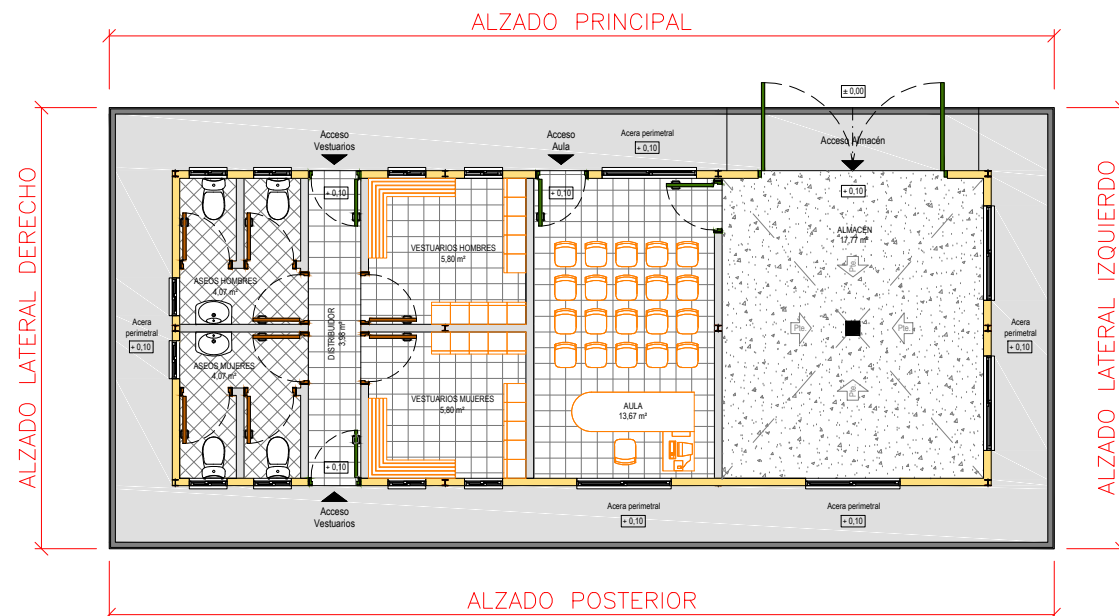 ALZADO PRINCIPAL
± 0,00
Acceso
Vestuarios
Acceso
Aula
Acera perimetral
+ 0,10
Acceso Almacén
+ 0,10
+ 0,10
+ 0,10
ALZADO LATERAL DERECHO
ALZADO LATERAL IZQUIERDO
ALMACÉN
17,77 m²
VESTUARIOS HOMBRES
5,80 m²
Pte.
ASEOS HOMBRES
4,07 m²
DISTRIBUIDOR
3,98 m²
Acera
perimetral
+ 0,10
Pte.
Pte.
Acera
perimetral
+ 0,10
ASEOS MUJERES
4,07 m²
Pte.
VESTUARIOS MUJERES
5,80 m²
AULA
13,67 m²
+ 0,10
Acceso
Vestuarios
Acera perimetral
+ 0,10
Acera perimetral
+ 0,10
ALZADO POSTERIOR